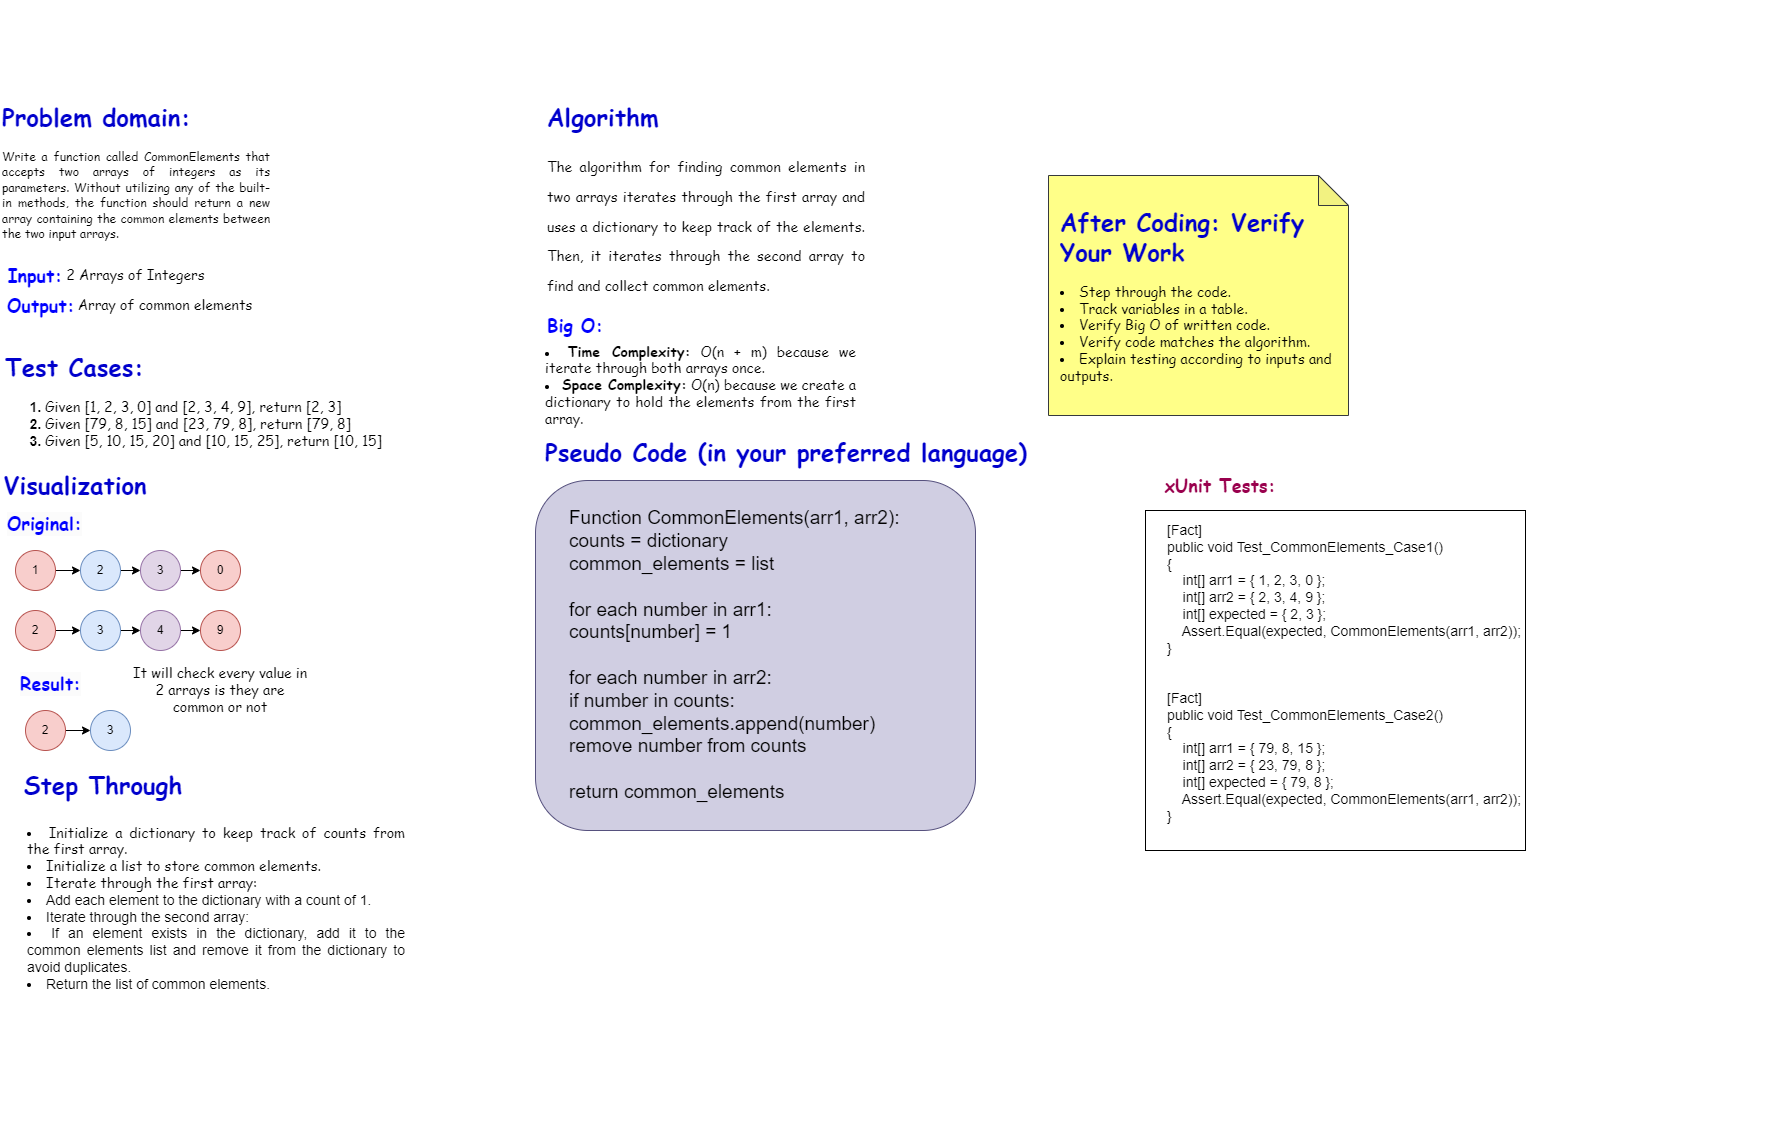 Problem domain:
Write a function called CommonElements that
accepts two arrays of integers as its
parameters. Without utilizing any of the built-
in methods, the function should return a new
array containing the common elements between
the two input arrays.
Input: 2 Arrays of Integers
Output: Array of common elements
Test Cases:
1. Given [1, 2, 3, 0] and [2, 3, 4, 9], return [2, 3]
2. Given [79, 8, 15] and [23, 79, 8], return [79, 8]
3. Given [5, 10, 15, 20] and [10, 15, 25], return [10, 15]
Visualization
Original:
1 2 3 0
2 3 4 9
Result:
It will check every value in
2 arrays is they are
common or not
2 3
Step Through
• Initialize a dictionary to keep track of counts from
the first array.
• Initialize a list to store common elements.
• Iterate through the first array:
• Add each element to the dictionary with a count of 1.
• Iterate through the second array:
• If an element exists in the dictionary, add it to the
common elements list and remove it from the dictionary to
avoid duplicates.
• Return the list of common elements.
Algorithm
The algorithm for finding common elements in
two arrays iterates through the first array and
uses a dictionary to keep track of the elements.
Then, it iterates through the second array to
find and collect common elements.
Big O:
• Time Complexity: O(n + m) because we
iterate through both arrays once.
• Space Complexity: O(n) because we create a
dictionary to hold the elements from the first
array.
Pseudo Code (in your preferred language)
Function CommonElements(arr1, arr2):
counts = dictionary
common_elements = list
for each number in arr1:
counts[number] = 1
for each number in arr2:
if number in counts:
common_elements.append(number)
remove number from counts
return common_elements
After Coding: Verify
Your Work
• Step through the code.
• Track variables in a table.
• Verify Big O of written code.
• Verify code matches the algorithm.
• Explain testing according to inputs and
outputs.
xUnit Tests:
[Fact]
public void Test_CommonElements_Case1()
{
int[] arr1 = { 1, 2, 3, 0 };
int[] arr2 = { 2, 3, 4, 9 };
int[] expected = { 2, 3 };
Assert.Equal(expected, CommonElements(arr1, arr2));
}
[Fact]
public void Test_CommonElements_Case2()
{
int[] arr1 = { 79, 8, 15 };
int[] arr2 = { 23, 79, 8 };
int[] expected = { 79, 8 };
Assert.Equal(expected, CommonElements(arr1, arr2));
}